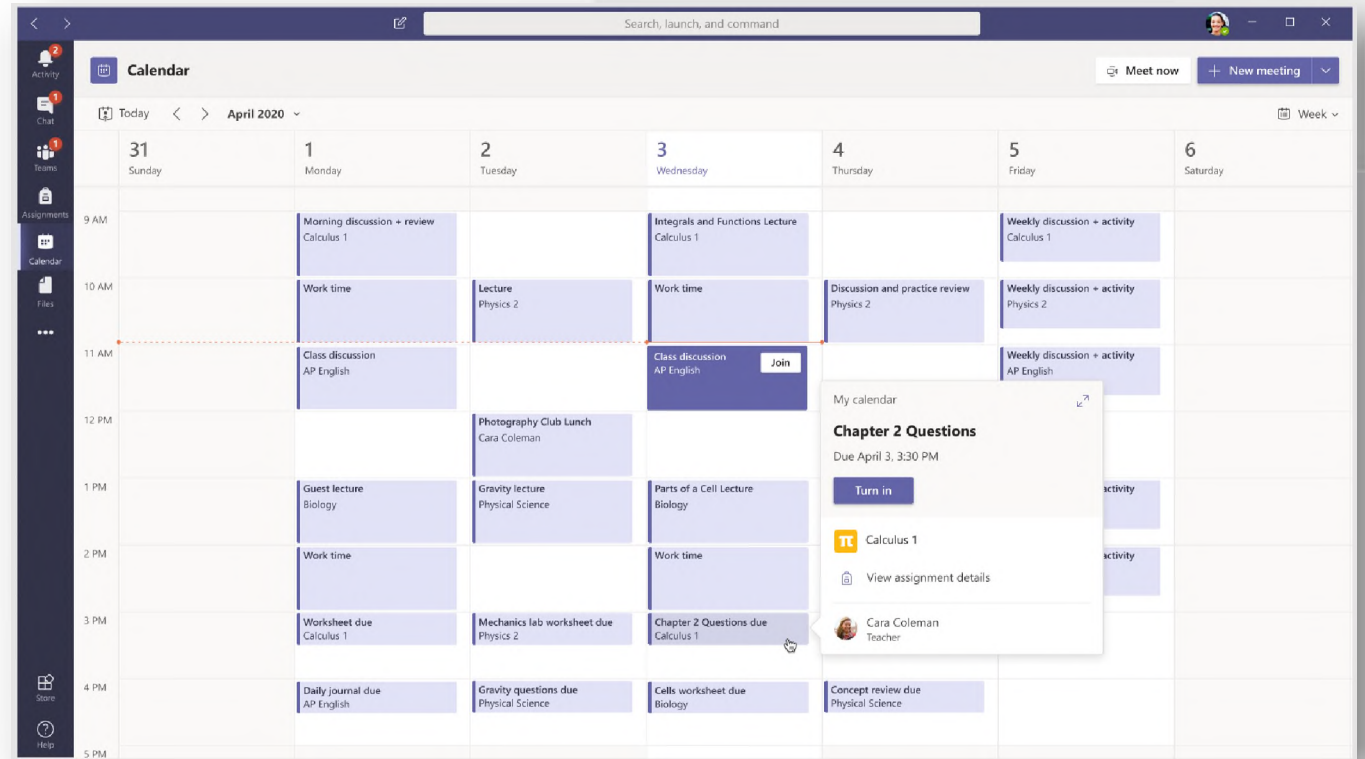 Search, launch, and command
2
Activity
1
Chat
1
Teams
Assignments
Calendar
Files
Store
Help
Calendar
Meet now
New meeting
Today
April 2020
Week
31
Sunday
1
Monday
2
Tuesday
3
Wednesday
4
Thursday
5
Friday
6
Saturday
9 AM
Morning discussion + review
Calculus 1
Integrals and Functions Lecture
Calculus 1
Weekly discussion + activity
Calculus 1
10 AM
Work time
Lecture
Physics 2
Work time
Discussion and practice review
Physics 2
Weekly discussion + activity
Physics 2
11 AM
Class discussion
AP English
Class discussion
AP English
Join
Weekly discussion + activity
AP English
12 PM
Photography Club Lunch
Cara Coleman
1 PM
Guest lecture
Biology
Gravity lecture
Physical Science
Parts of a Cell Lecture
Biology
activity
2 PM
Work time
Work time
activity
3 PM
Worksheet due
Calculus 1
Mechanics lab worksheet due
Physics 2
Chapter 2 Questions due
Calculus 1
4 PM
Daily journal due
AP English
Gravity questions due
Physical Science
Cells worksheet due
Biology
Concept review due
Physical Science
5 PM
My calendar
Chapter 2 Questions
Due April 3, 3:30 PM
Turn in
π Calculus 1
View assignment details
Cara Coleman
Teacher